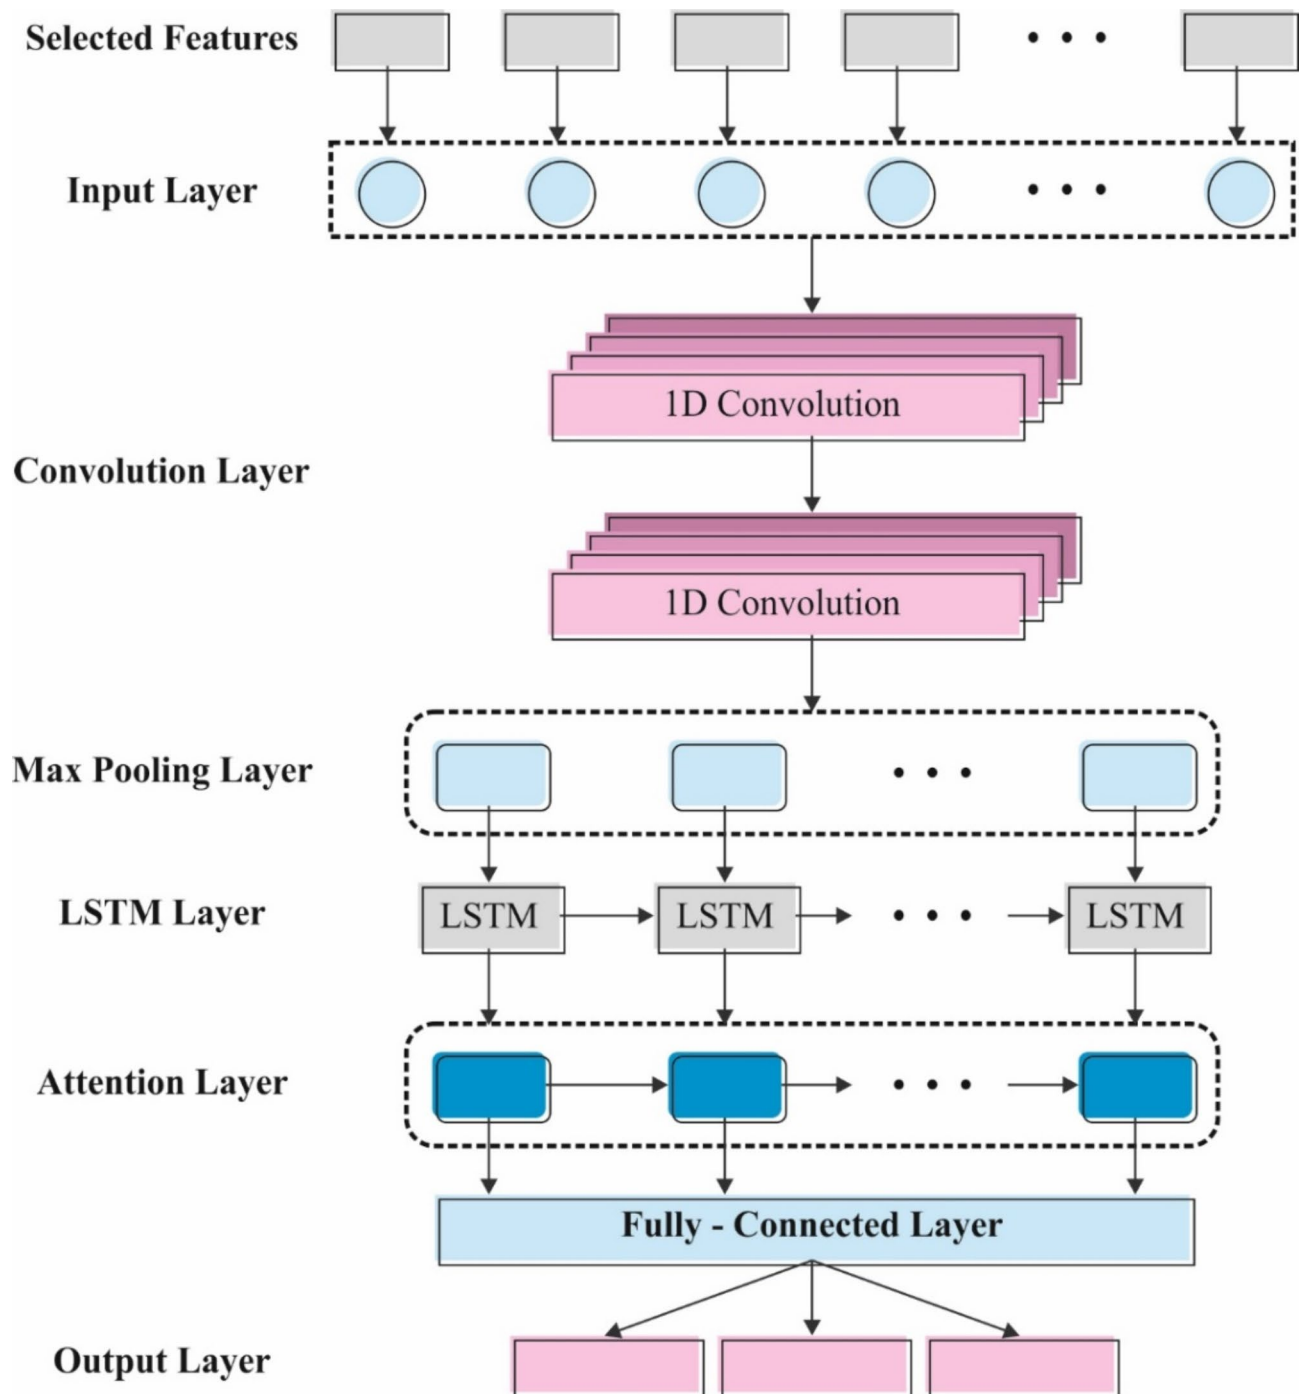 Selected Features
Input Layer
1D Convolution
Convolution Layer
1D Convolution
Max Pooling Layer
LSTM Layer
LSTM
LSTM
LSTM
Attention Layer
Fully - Connected Layer
Output Layer